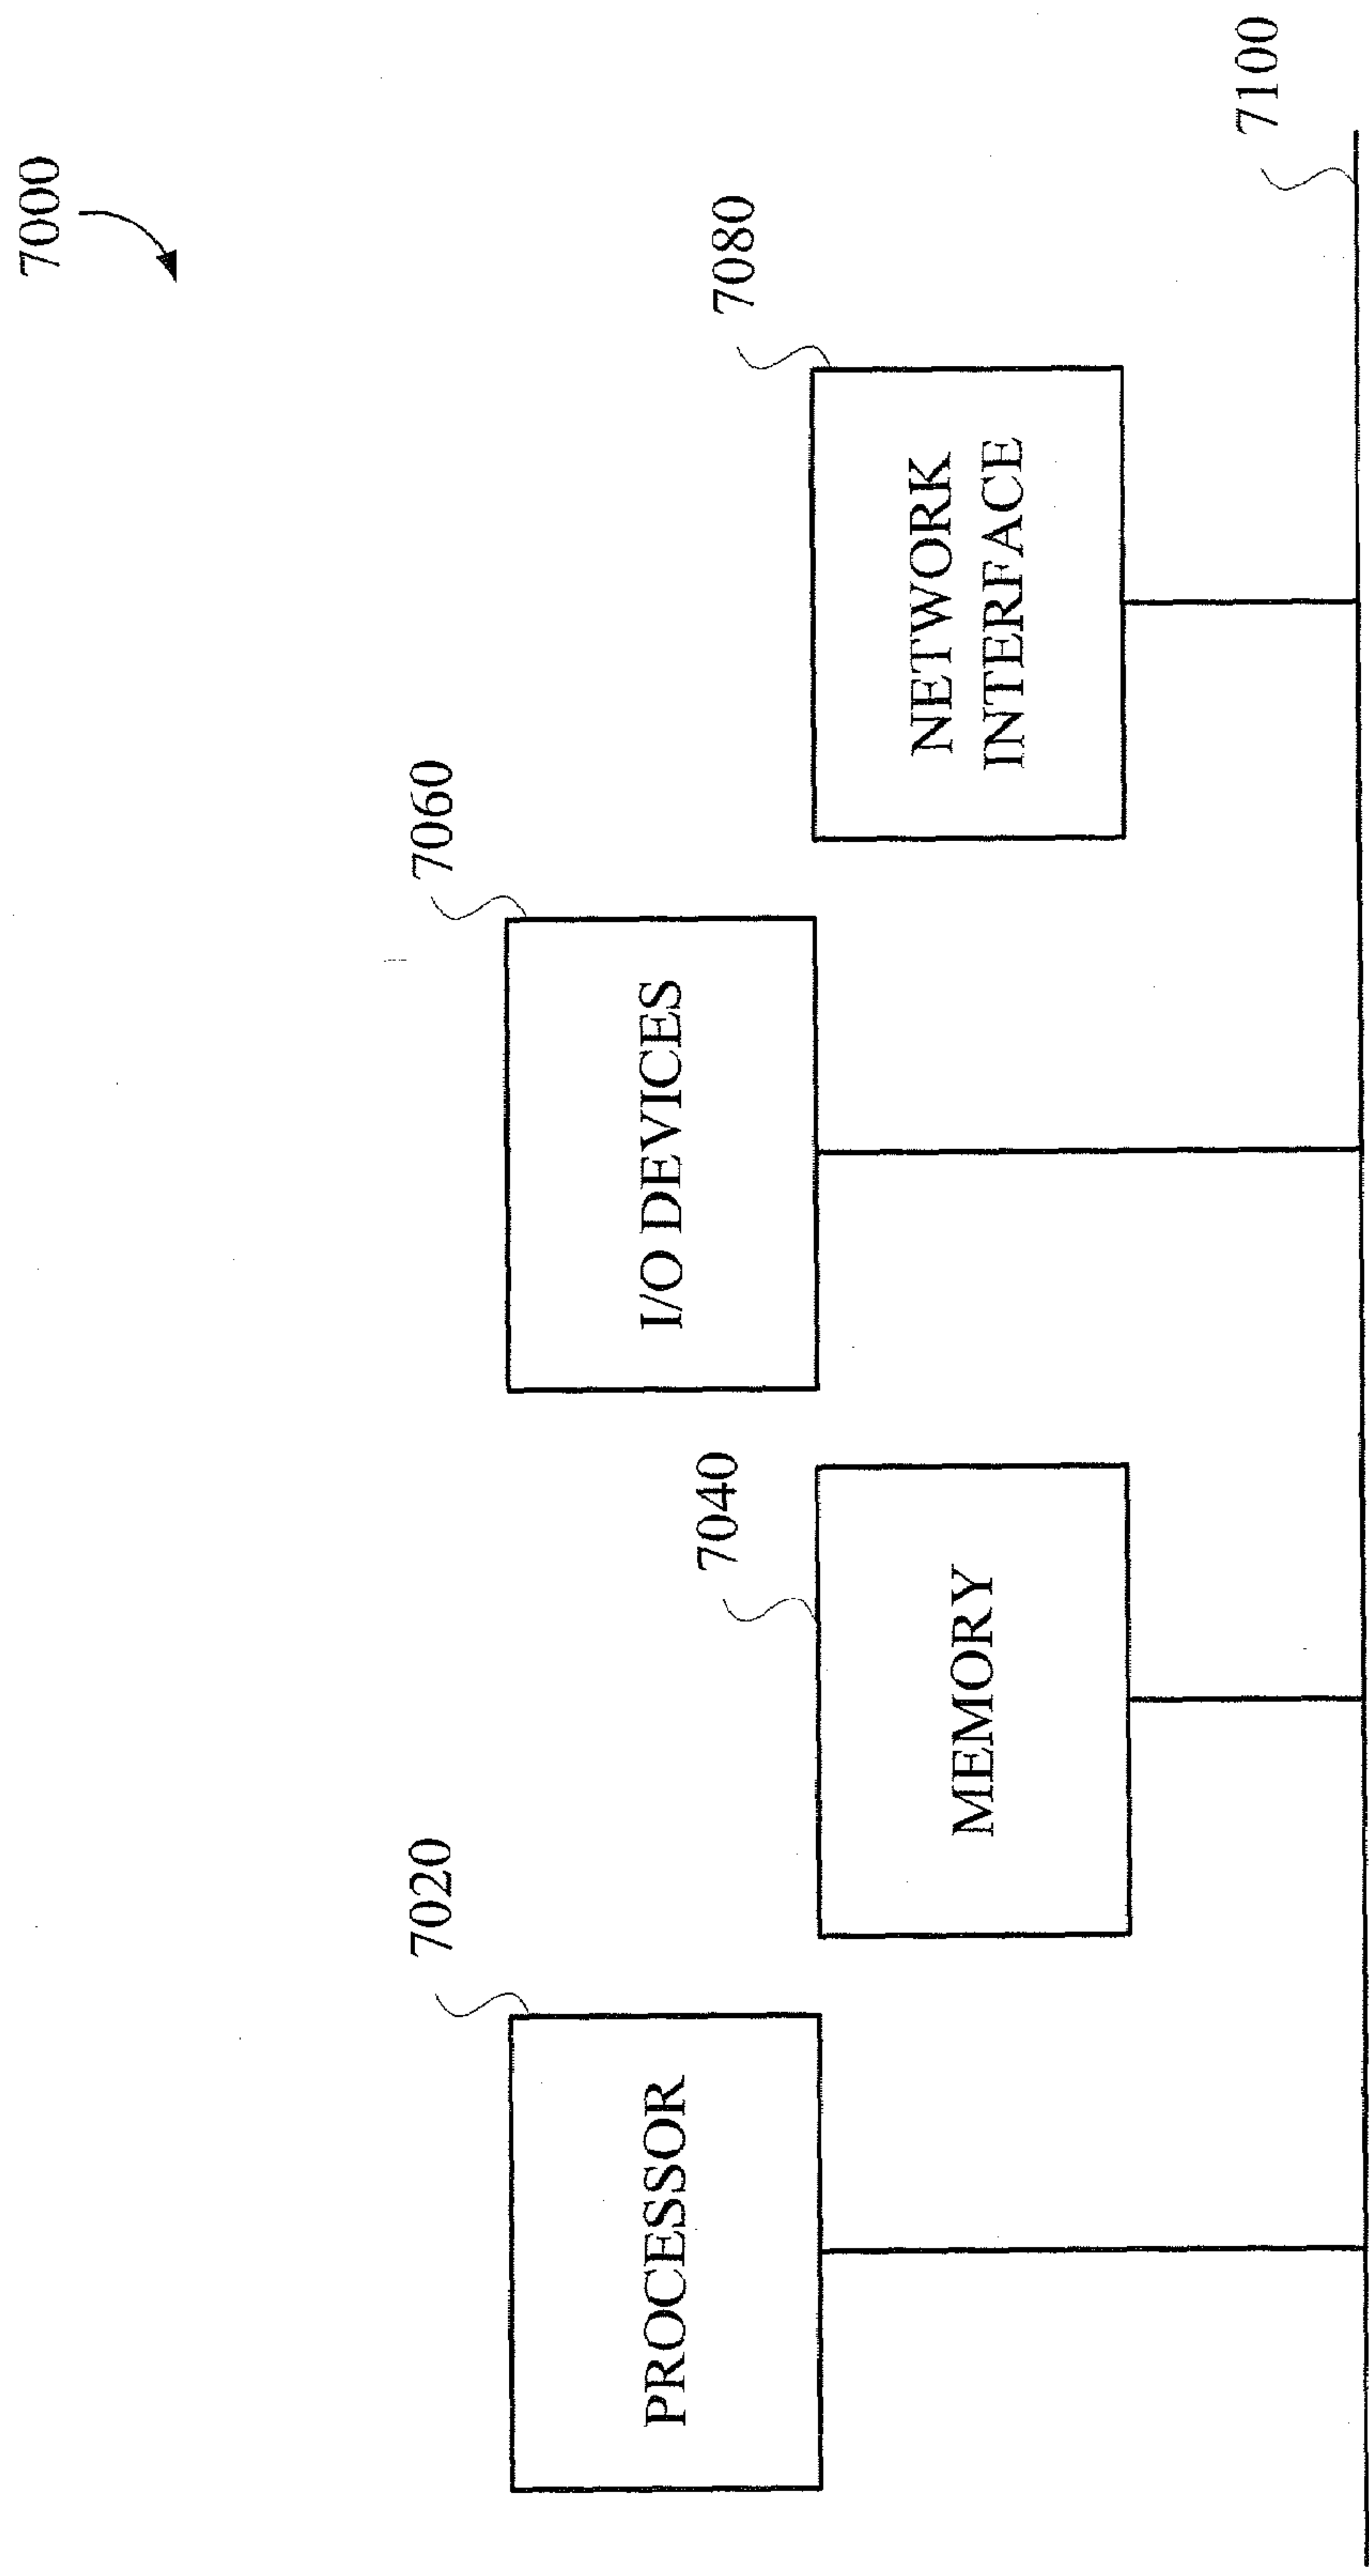 7000
7020
PROCESSOR
7060
I/O DEVICES
7040
MEMORY
7080
NETWORK
INTERFACE
7100